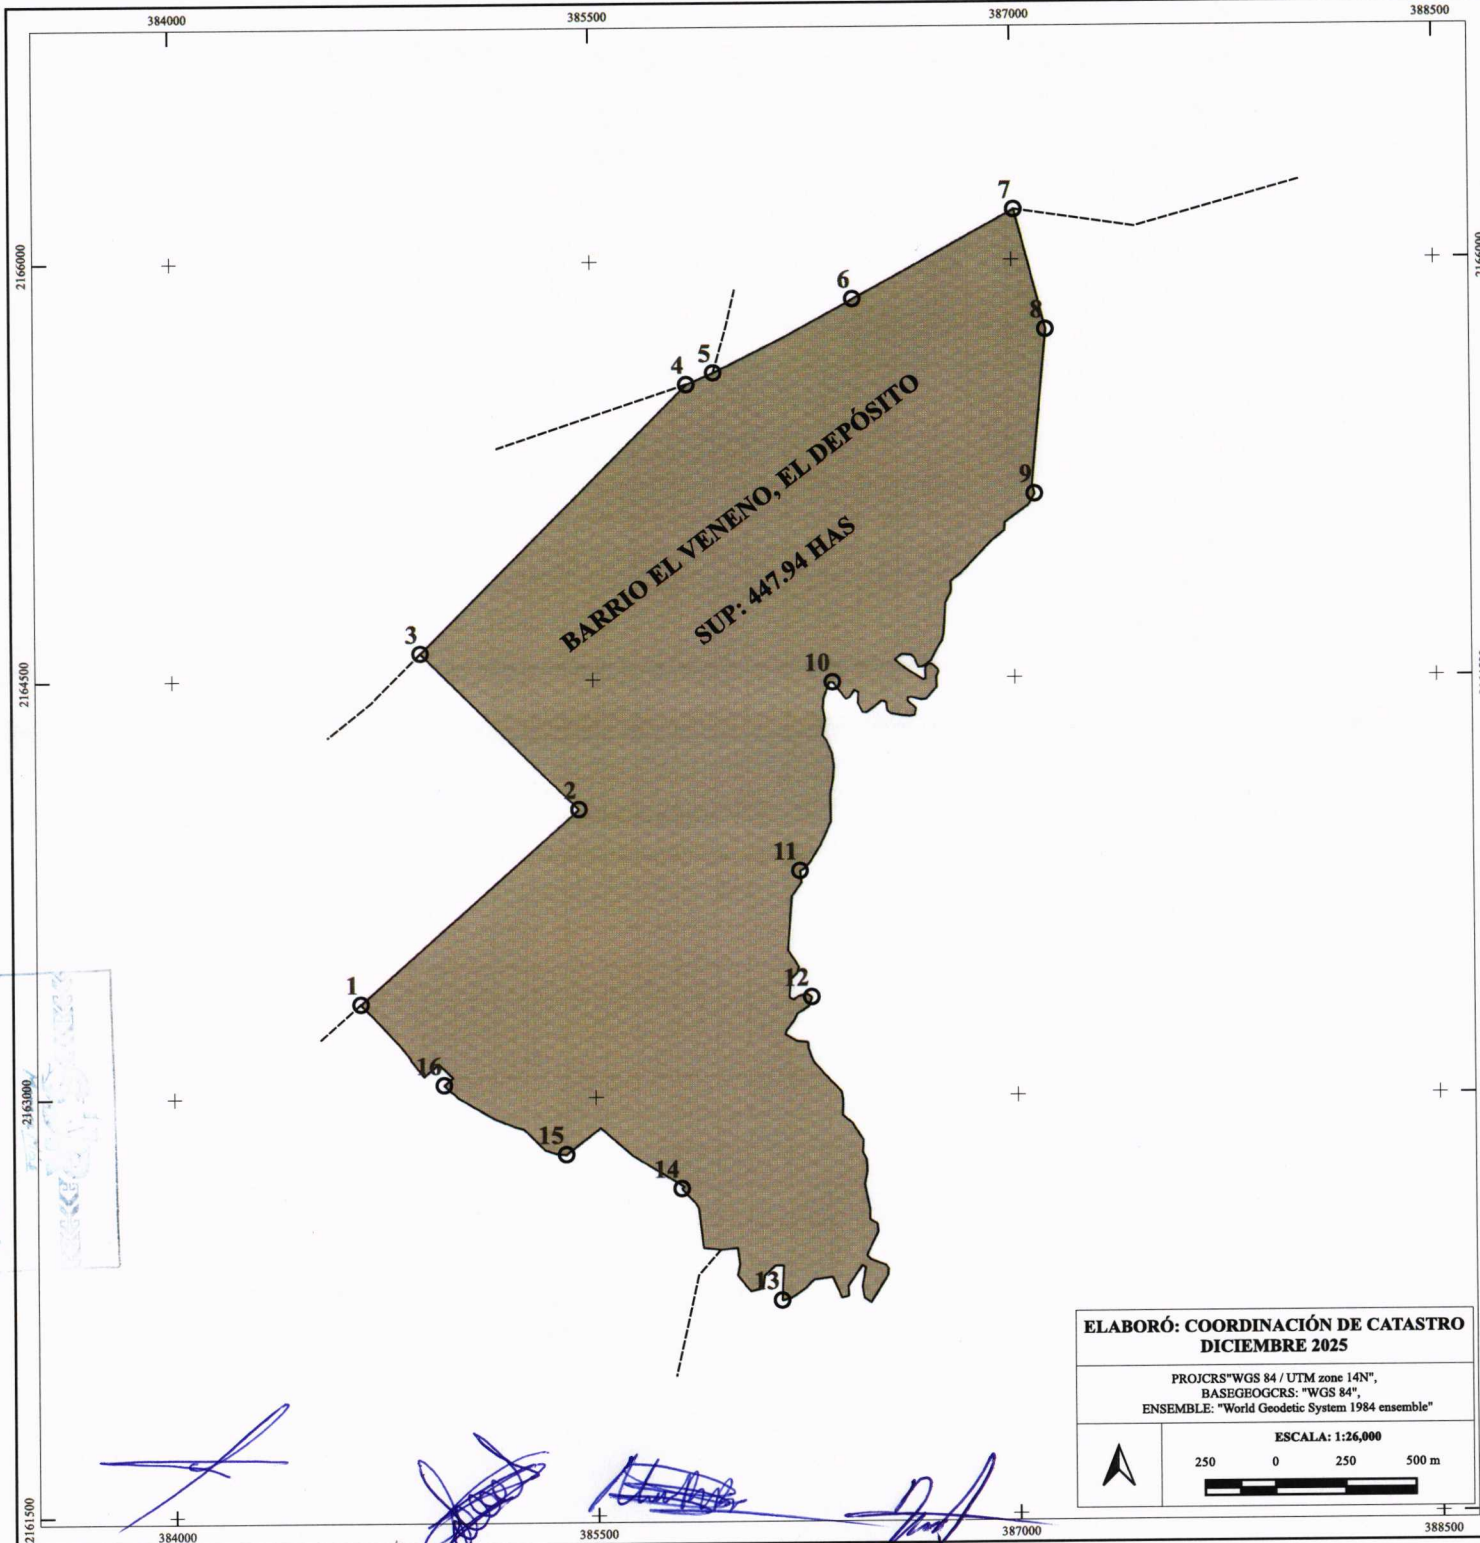 384000 385500 387000 388500
7
2166000 2166000
6
8
5
4
9
BARRIO EL VENENO, EL DEPÓSITO
SUP: 447.94 HAS
3
10
2164500
2
11
12
1
16
2163000
15
14
13
ELABORÓ: COORDINACIÓN DE CATASTRO
DICIEMBRE 2025
PROJCRS"WGS 84 / UTM zone 14N",
BASEGEOGCRS: "WGS 84",
ENSEMBLE: "World Geodetic System 1984 ensemble"
ESCALA: 1:26,000
250 0 250 500 m
2161500
384000 385500 387000 388500